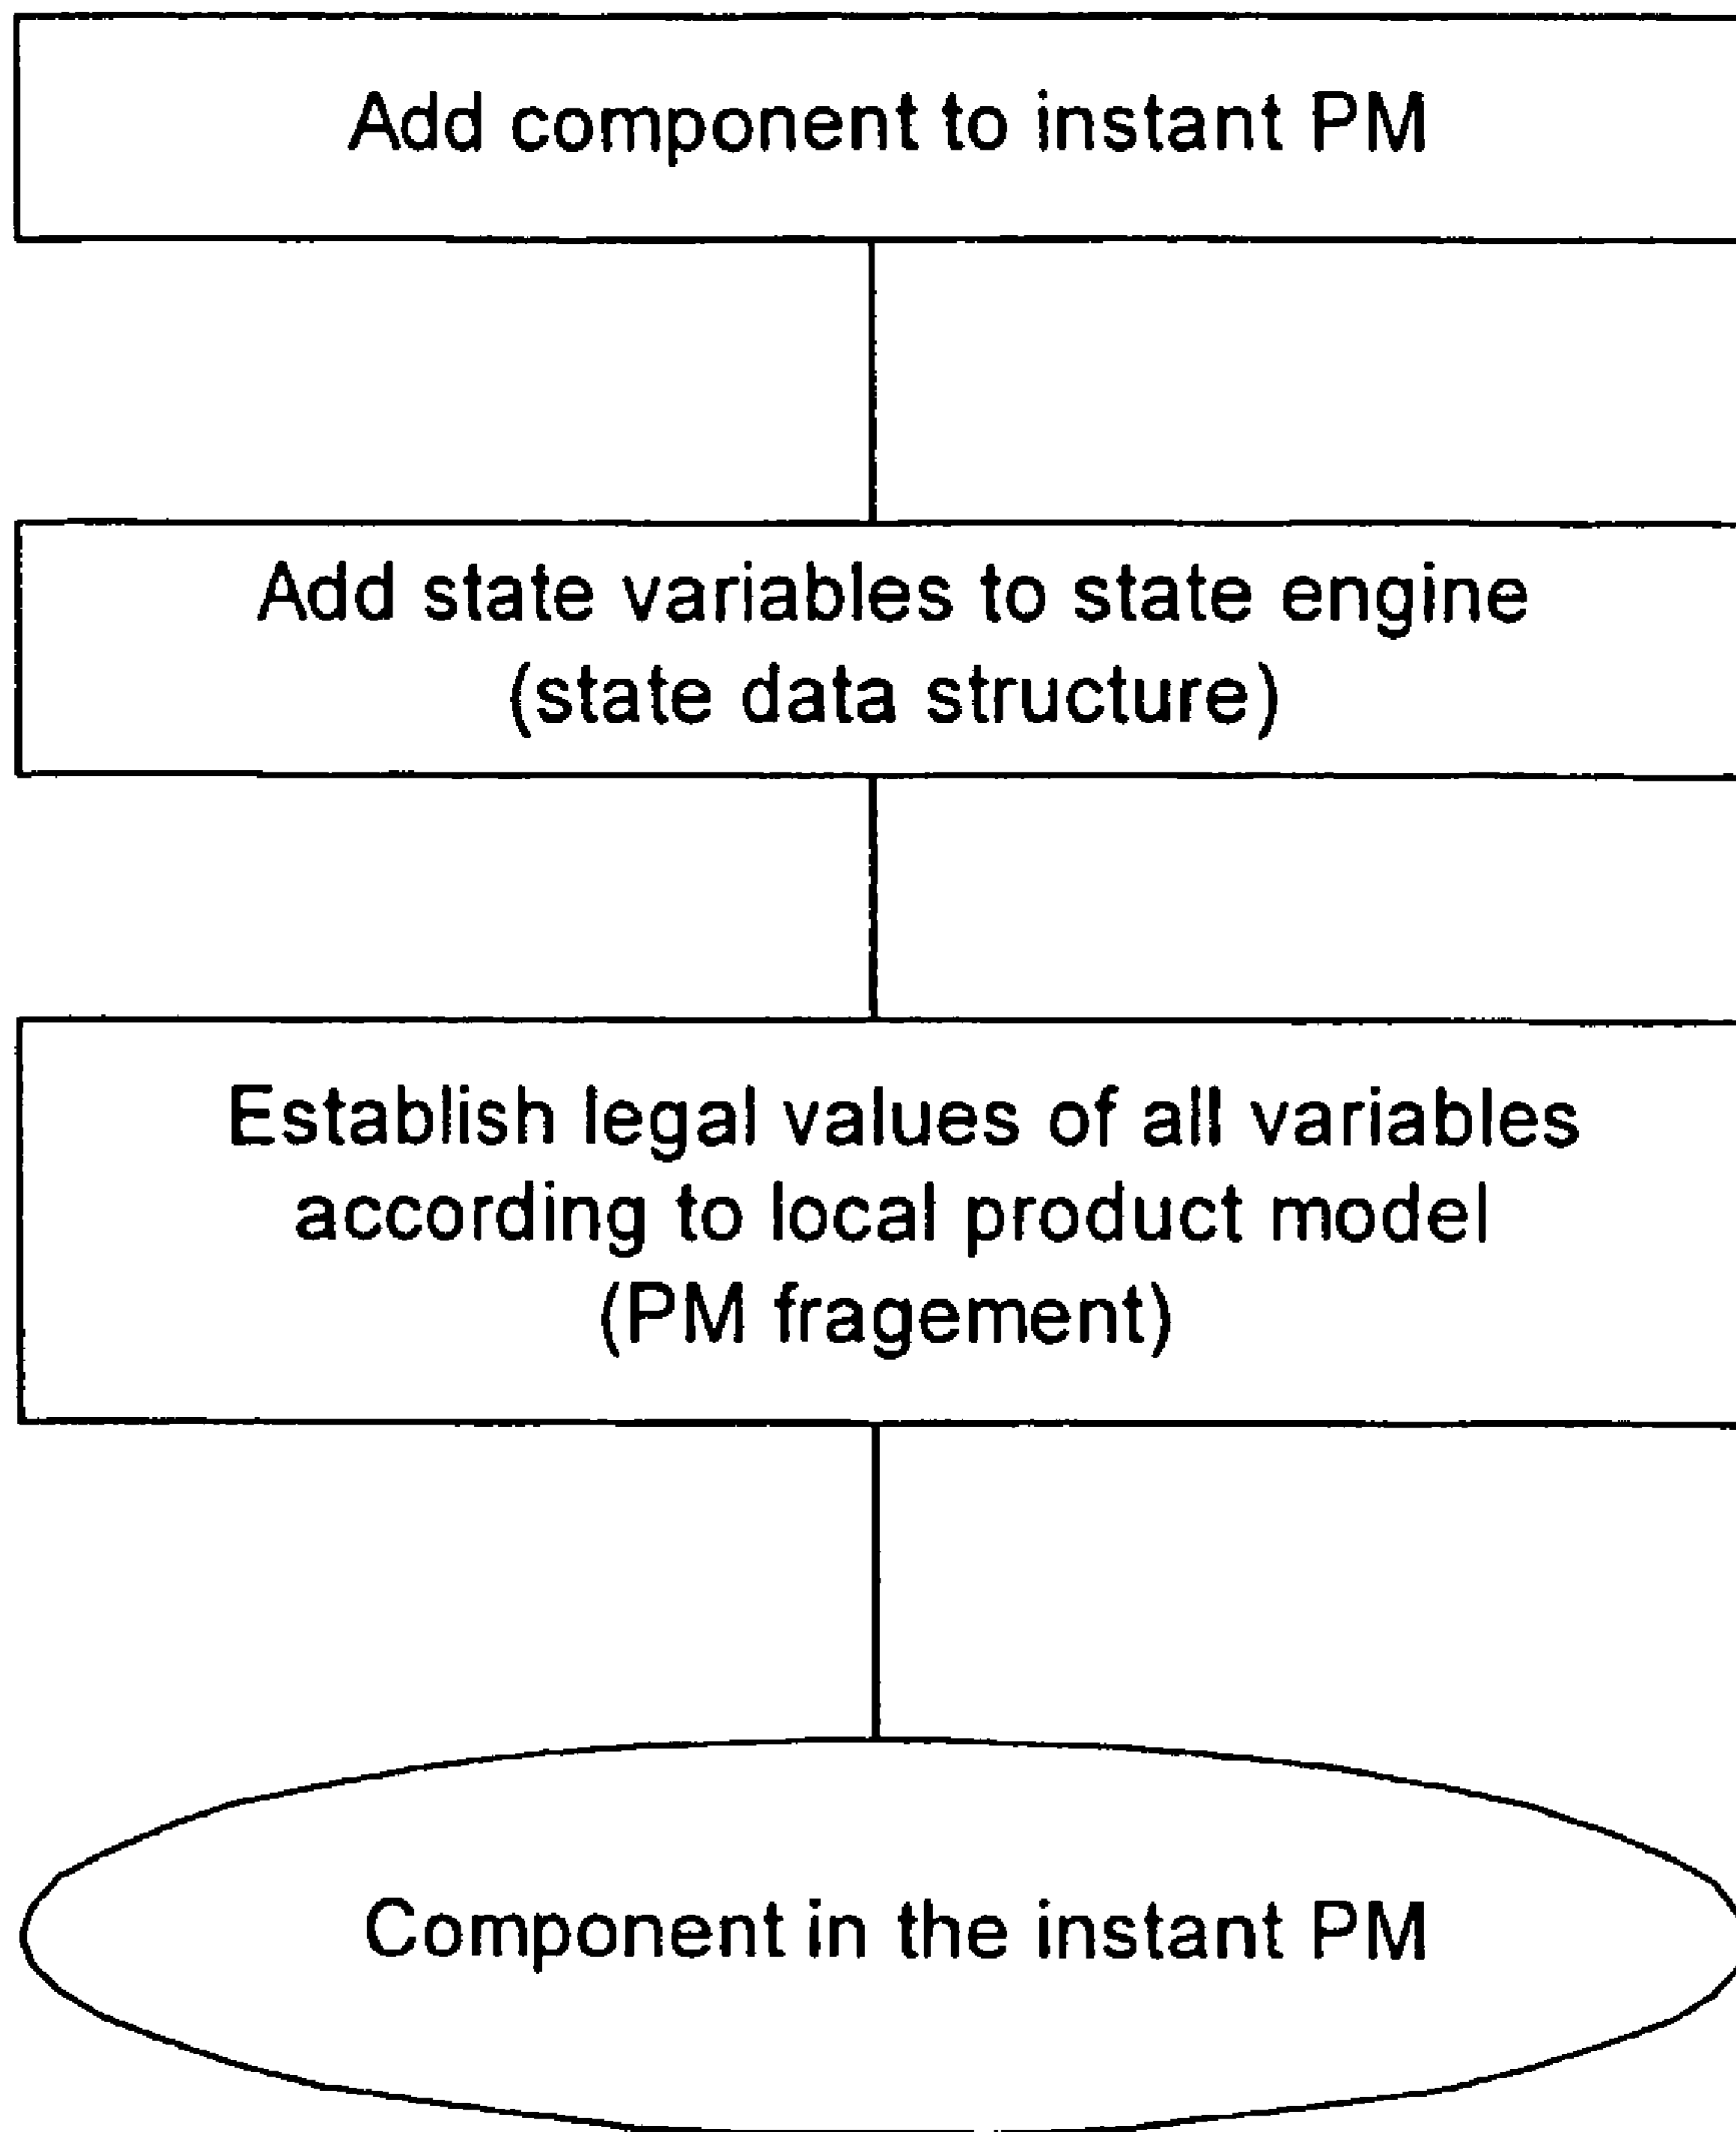 Add component to instant PM
Add state variables to state engine
(state data structure)
Establish legal values of all variables
according to local product model
(PM fragement)
Component in the instant PM